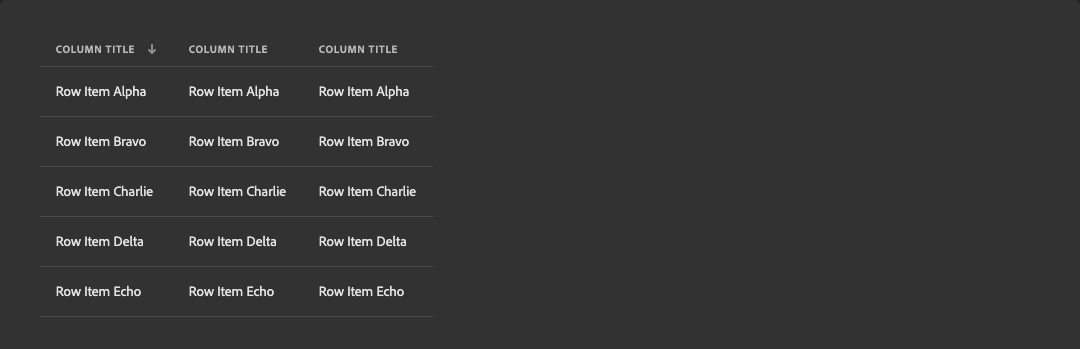 COLUMN TITLE COLUMN TITLE COLUMN TITLE
Row Item Alpha Row Item Alpha Row Item Alpha
Row Item Bravo Row Item Bravo Row Item Bravo
Row Item Charlie Row Item Charlie Row Item Charlie
Row Item Delta Row Item Delta Row Item Delta
Row Item Echo Row Item Echo Row Item Echo